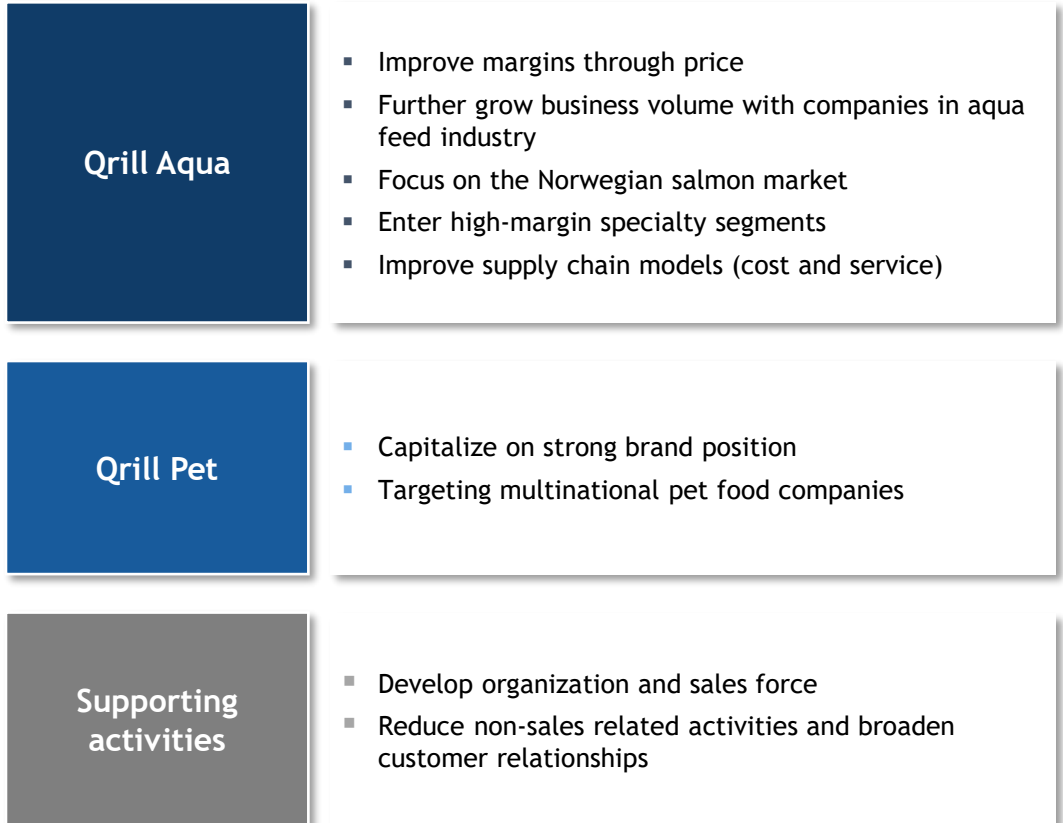 Qrill Aqua
▪ Improve margins through price
▪ Further grow business volume with companies in aqua
feed industry
▪ Focus on the Norwegian salmon market
▪ Enter high-margin specialty segments
▪ Improve supply chain models (cost and service)
Qrill Pet
▪ Capitalize on strong brand position
▪ Targeting multinational pet food companies
Supporting
activities
▪ Develop organization and sales force
▪ Reduce non-sales related activities and broaden
customer relationships